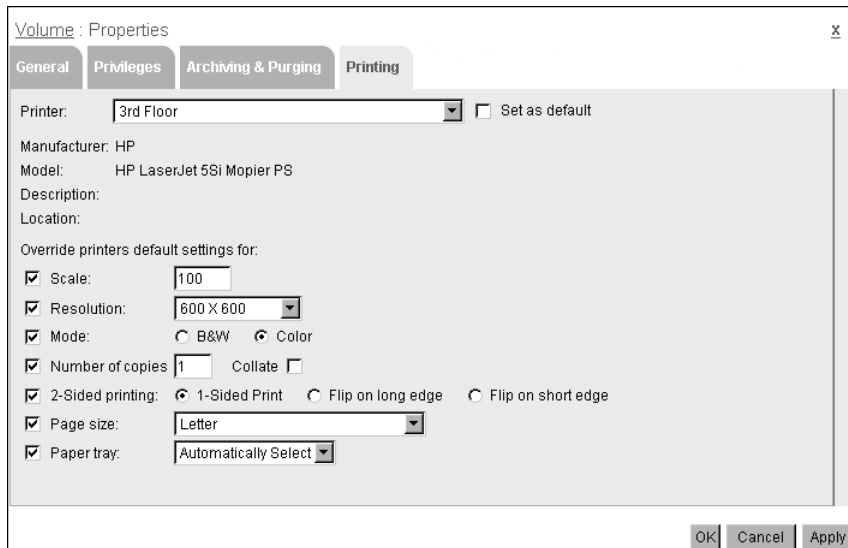 Volume : Properties x
General Privileges Archiving & Purging Printing
Printer: 3rd Floor Set as default
Manufacturer: HP
Model: HP LaserJet 5Si Mopier PS
Description:
Location:
Override printers default settings for:
Scale: 100
Resolution: 600 X 600
Mode: B&W Color
Number of copies 1 Collate
2-Sided printing: 1-Sided Print Flip on long edge Flip on short edge
Page size: Letter
Paper tray: Automatically Select
OK Cancel Apply